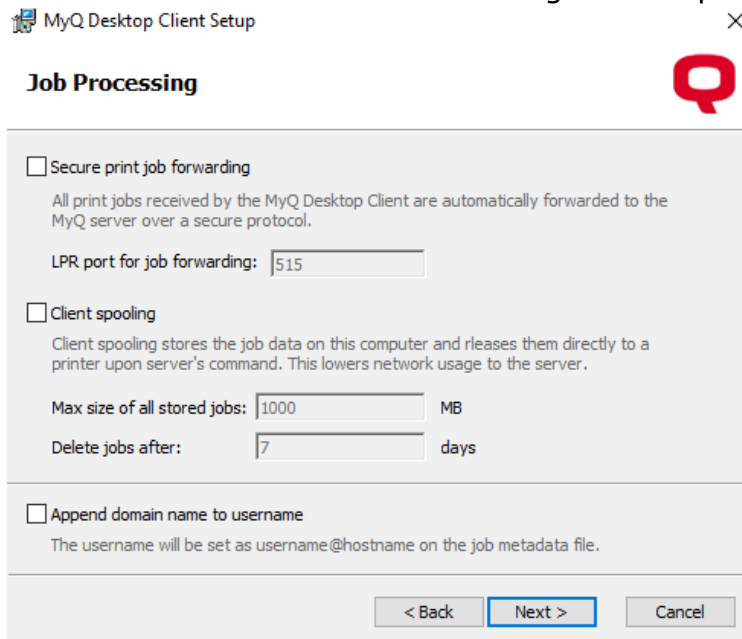 MyQ Desktop Client Setup
Job Processing
Secure print job forwarding
All print jobs received by the MyQ Desktop Client are automatically forwarded to the
MyQ server over a secure protocol.
LPR port for job forwarding: 515
Client spooling
Client spooling stores the job data on this computer and rleases them directly to a
printer upon server's command. This lowers network usage to the server.
Max size of all stored jobs: 1000 MB
Delete jobs after: 7 days
Append domain name to username
The username will be set as username@hostname on the job metadata file.
< Back Next > Cancel